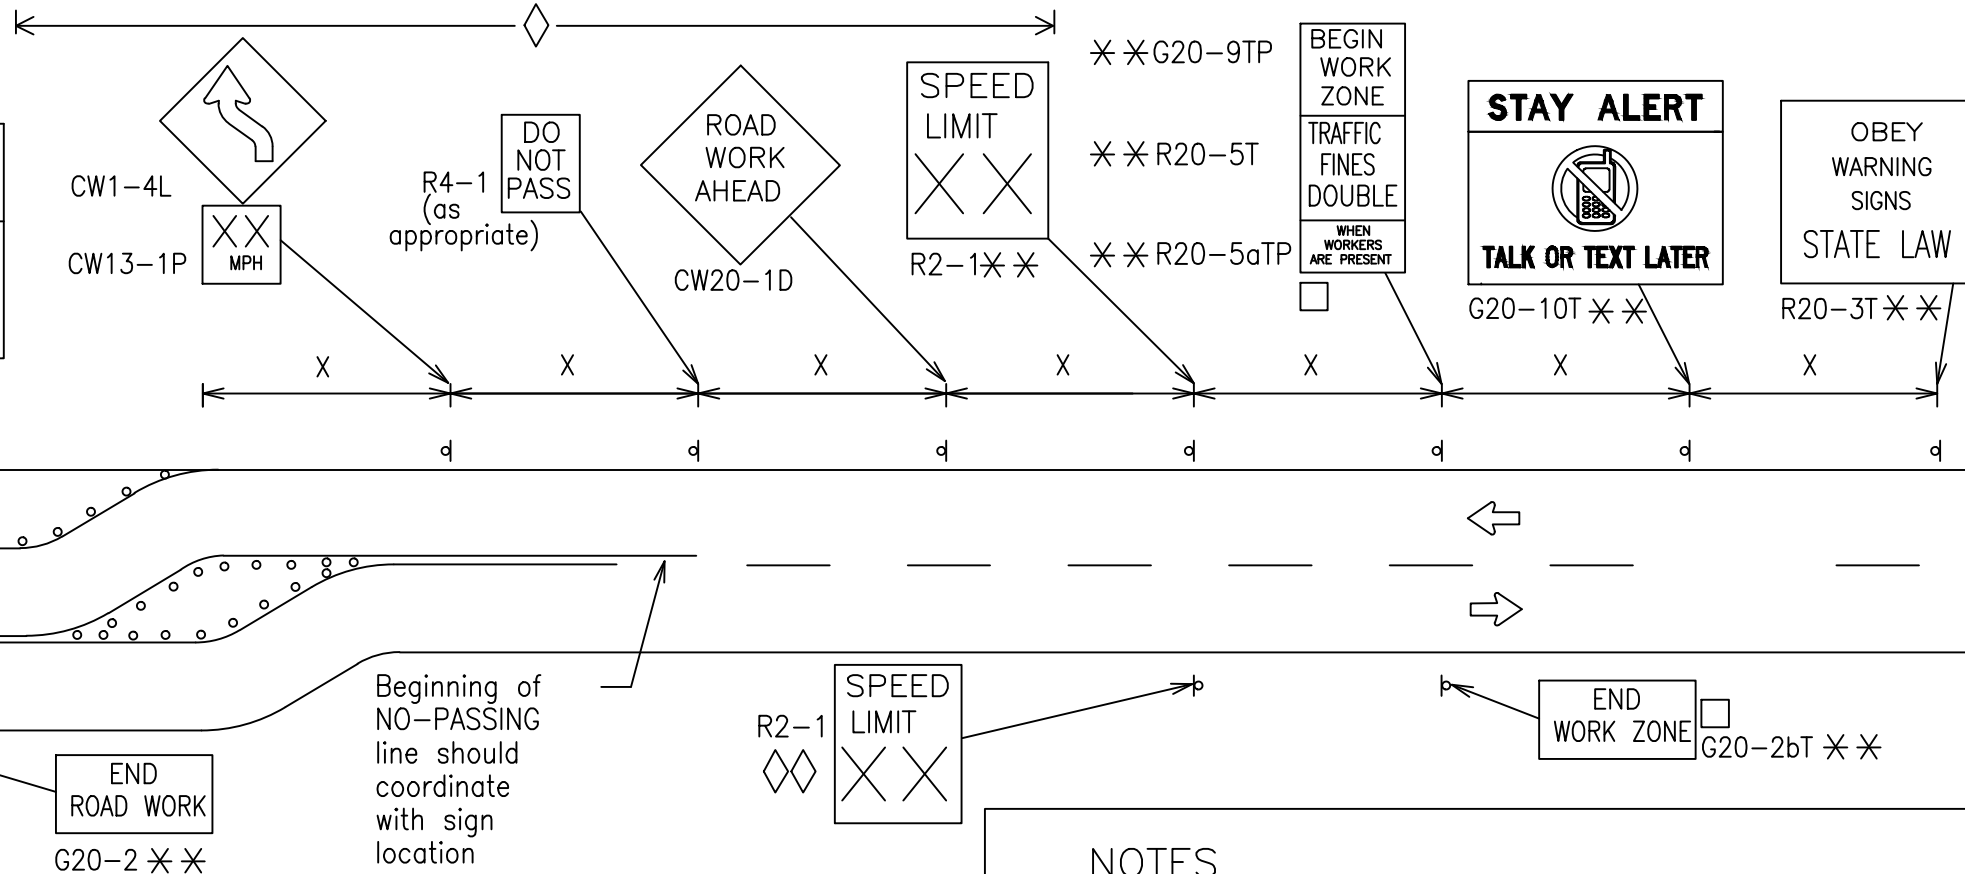 CW1-4L
CW13-1P
XX
MPH
R4-1
(as
appropriate)
DO
NOT
PASS
ROAD
WORK
AHEAD
CW20-1D
SPEED
LIMIT
XX
R2-1**
**G20-9TP
**R20-5T
**R20-5aTP
BEGIN
WORK
ZONE
TRAFFIC
FINES
DOUBLE
WHEN
WORKERS
ARE PRESENT
STAY ALERT
TALK OR TEXT LATER
G20-10T**
OBEY
WARNING
SIGNS
STATE LAW
R20-3T**
X
X
X
X
X
X
X
Beginning of
NO-PASSING
line should
coordinate
with sign
location
END
ROAD WORK
G20-2**
R2-1
SPEED
LIMIT
XX
END
WORK ZONE
G20-2bT**
NOTES